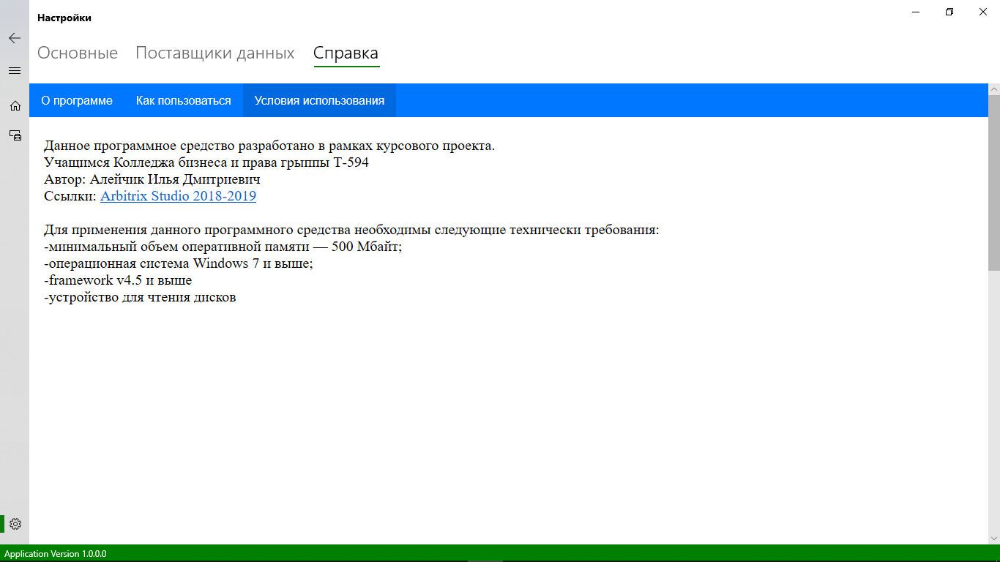 Настройки
Основные Поставщики данных Справка
О программе Как пользоваться Условия использования
Данное программное средство разработано в рамках курсового проекта.
Учащимся Колледжа бизнеса и права грыппы Т-594
Автор: Алейчик Илья Дмитриевич
Ссылки: Arbitrix Studio 2018-2019
Для применения данного программного средства необходимы следующие технически требования:
-минимальный объем оперативной памяти — 500 Мбайт;
-операционная система Windows 7 и выше;
-framework v4.5 и выше
-устройство для чтения дисков
Application Version 1.0.0.0